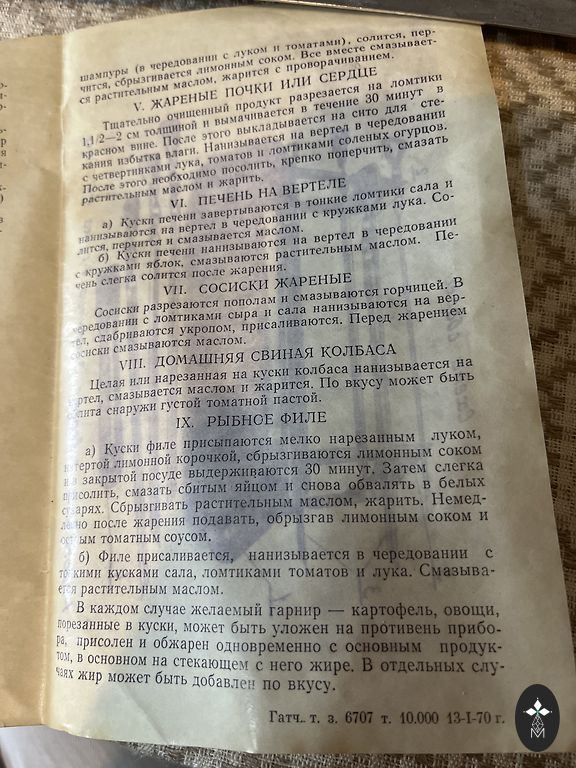 шампуры (в чередовании с луком и томатами), солится, пер-
чится, сбрызгивается лимонным соком. Все вместе смазывает-
ся растительным маслом, жарится с проворачиванием.
V. ЖАРЕНЫЕ ПОЧКИ ИЛИ СЕРДЦЕ
Тщательно очищенный продукт разрезается на ломтики
1,1/2—2 см толщиной и вымачивается в течение 30 минут в
красном вине. После этого выкладывается на сито для сте-
кания избытка влаги. Нанизывается на вертел в чередовании
с четвертинками лука, томатов и ломтиками соленых огурцов.
После этого необходимо посолить, крепко поперчить, смазать
растительным маслом и жарить.
VI. ПЕЧЕНЬ НА ВЕРТЕЛЕ
а) Куски печени завертываются в тонкие ломтики сала и
нанизываются на вертел в чередовании с кружками лука. Со-
лится, перчится и смазывается маслом.
б) Куски печени нанизываются на вертел в чередовании
с кружками яблок, смазываются растительным маслом. Пе-
чень слегка солится после жарения.
VII. СОСИСКИ ЖАРЕНЫЕ
Сосиски разрезаются пополам и смазываются горчицей. В
чередовании с ломтиками сыра и сала нанизываются на вер-
тел, сдабриваются укропом, присаливаются. Перед жарением
сосиски смазываются маслом.
VIII. ДОМАШНЯЯ СВИНАЯ КОЛБАСА
Целая или нарезанная на куски колбаса нанизывается на
вертел, смазывается маслом и жарится. По вкусу может быть
солита снаружи густой томатной пастой.
IX. РЫБНОЕ ФИЛЕ
а) Куски филе присыпаются мелко нарезанным луком,
натертой лимонной корочкой, сбрызгиваются лимонным соком
и в закрытой посуде выдерживаются 30 минут. Затем слегка
присолить, смазать сбитым яйцом и снова обвалять в белых
сухарях. Сбрызгивать растительным маслом, жарить. Немед-
ленно после жарения подавать, обрызгав лимонным соком и
острым томатным соусом.
б) Филе присаливается, нанизывается в чередовании с
тонкими кусками сала, ломтиками томатов и лука. Смазыва-
ется растительным маслом.
В каждом случае желаемый гарнир — картофель, овощи,
порезанные в куски, может быть уложен на противень прибо-
ра, присолен и обжарен одновременно с основным продук-
том, в основном на стекающем с него жире. В отдельных слу-
чаях жир может быть добавлен по вкусу.
Гатч. т. з. 6707 т. 10.000 13-I-70 г.
М